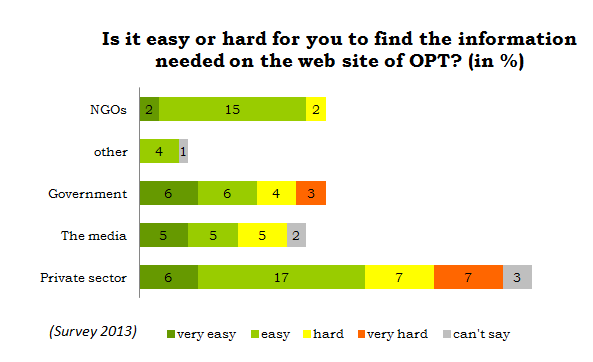 Is it easy or hard for you to find the information
needed on the web site of OPT? (in %)
NGOs 2 15 2
other 4 1
Government 6 6 4 3
The media 5 5 5 2
Private sector 6 17 7 7 3
(Survey 2013) very easy easy hard very hard can't say